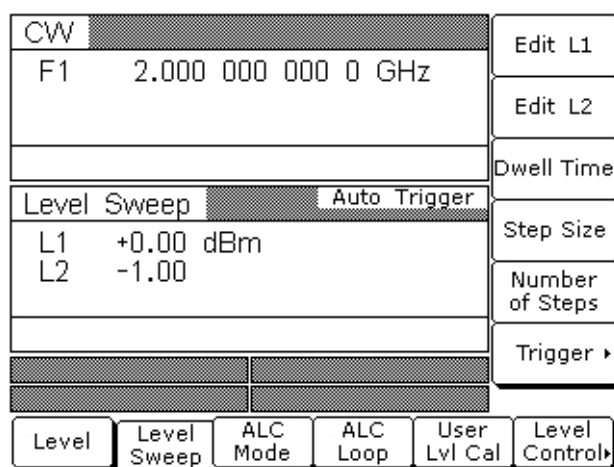 CW
F1 2.000 000 000 0 GHz
Level Sweep Auto Trigger
L1 +0.00 dBm
L2 -1.00
Edit L1
Edit L2
Dwell Time
Step Size
Number
of Steps
Trigger ▸
Level
Level
Sweep
ALC
Mode
ALC
Loop
User
Lvl Cal
Level
Control▸